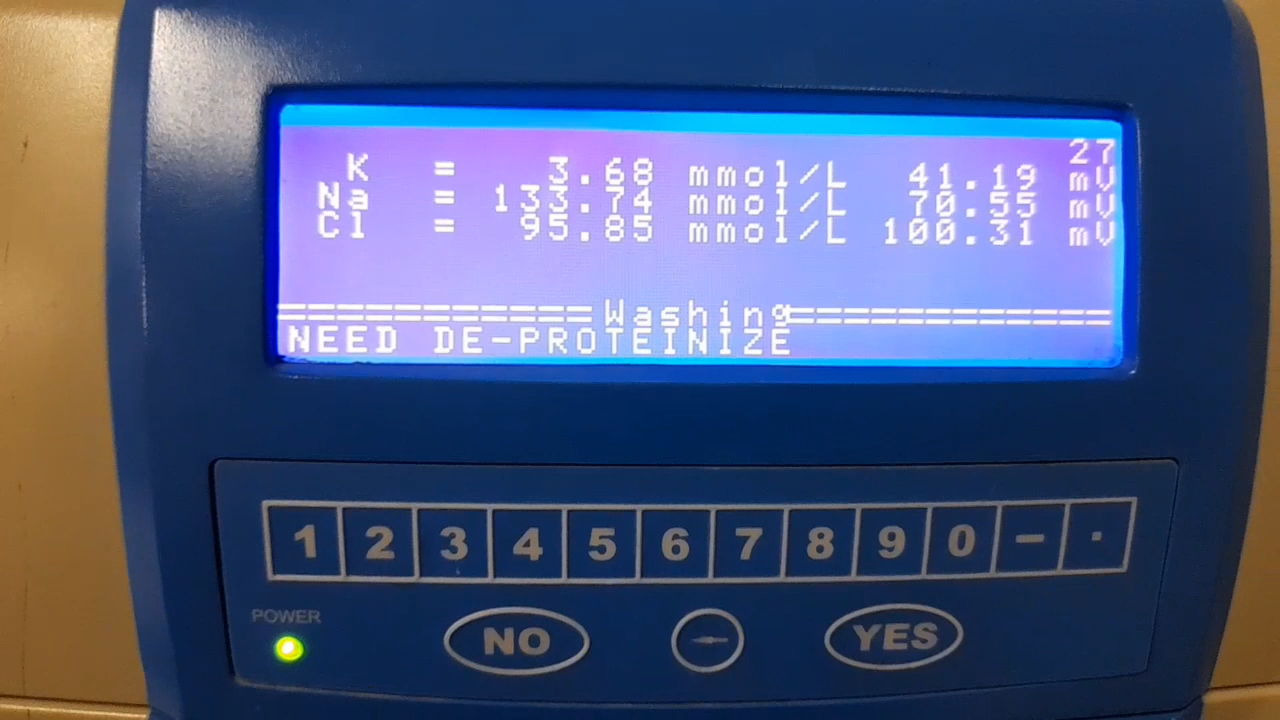 27
K = 3.68 mmol/L 41.19 mV
Na = 133.74 mmol/L 70.55 mV
Cl = 95.85 mmol/L 100.31 mV
===========Washing===========
NEED DE-PROTEINIZE
1 2 3 4 5 6 7 8 9 0 - .
POWER
NO YES